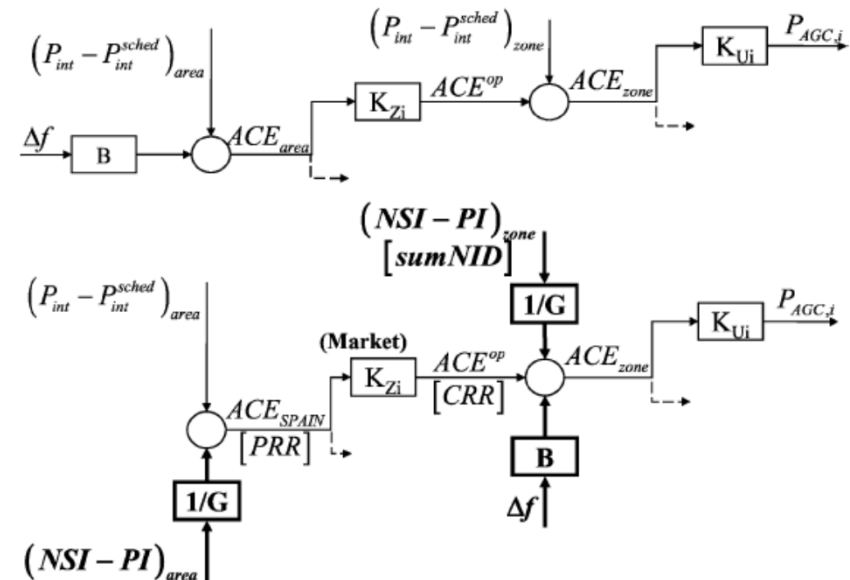 (P_int − P_int^sched)_area
(P_int − P_int^sched)_zone
P_AGC,i
K_Ui
ACE_zone
ACE^op
K_Zi
ACE_area
Δf
B
(NSI − PI)_zone
[sumNID]
(P_int − P_int^sched)_area
1/G
P_AGC,i
K_Ui
(Market)
ACE^op
ACE_zone
K_Zi
[CRR]
ACE_SPAIN
[PRR]
B
1/G
Δf
(NSI − PI)_area